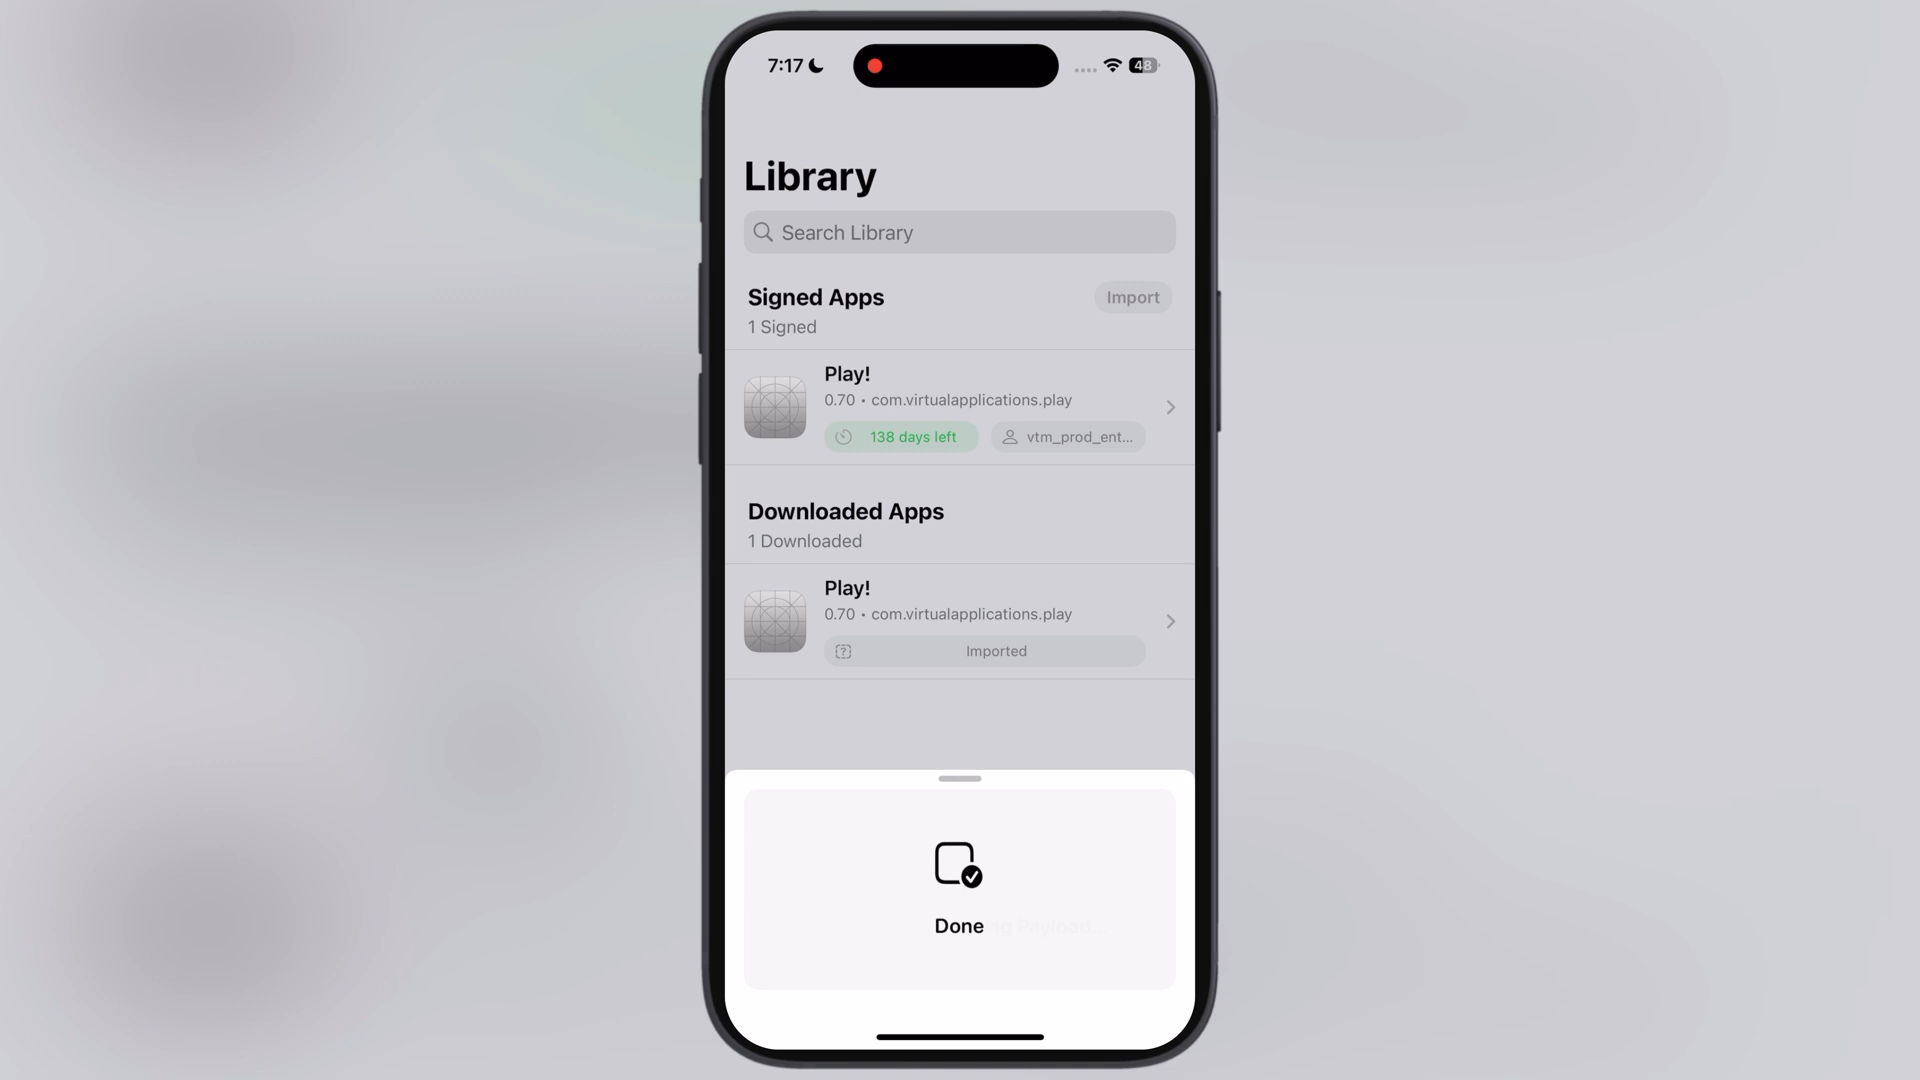 7:17
48
Library
Search Library
Signed Apps
Import
1 Signed
Play!
0.70 • com.virtualapplications.play
138 days left
vtm_prod_ent...
Downloaded Apps
1 Downloaded
Play!
0.70 • com.virtualapplications.play
Imported
Done